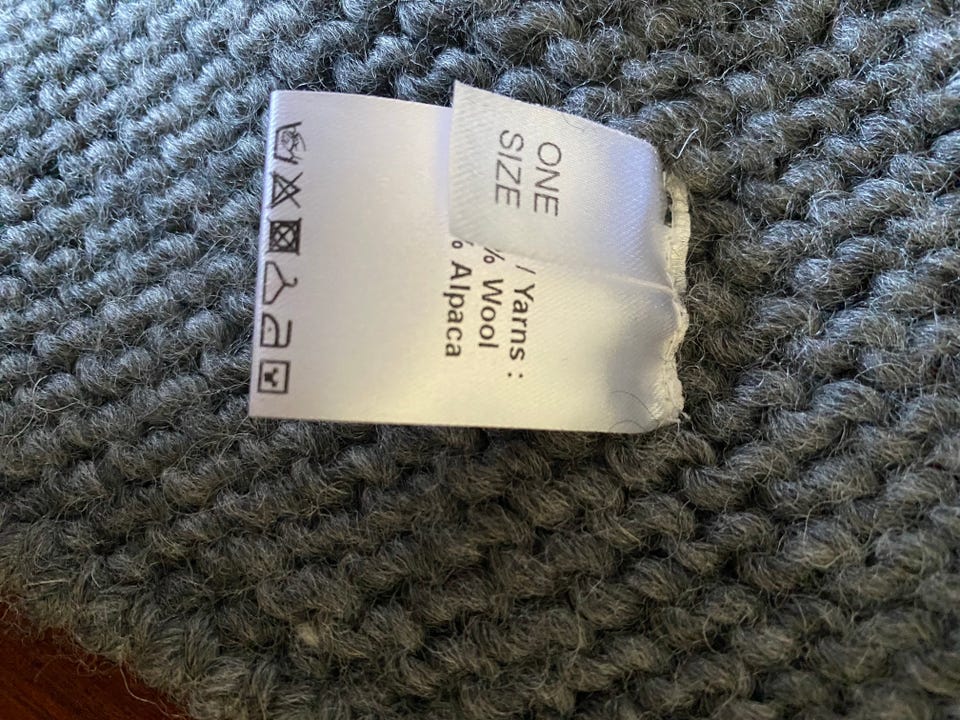 ONE
SIZE
/ Yarns :
% Wool
% Alpaca